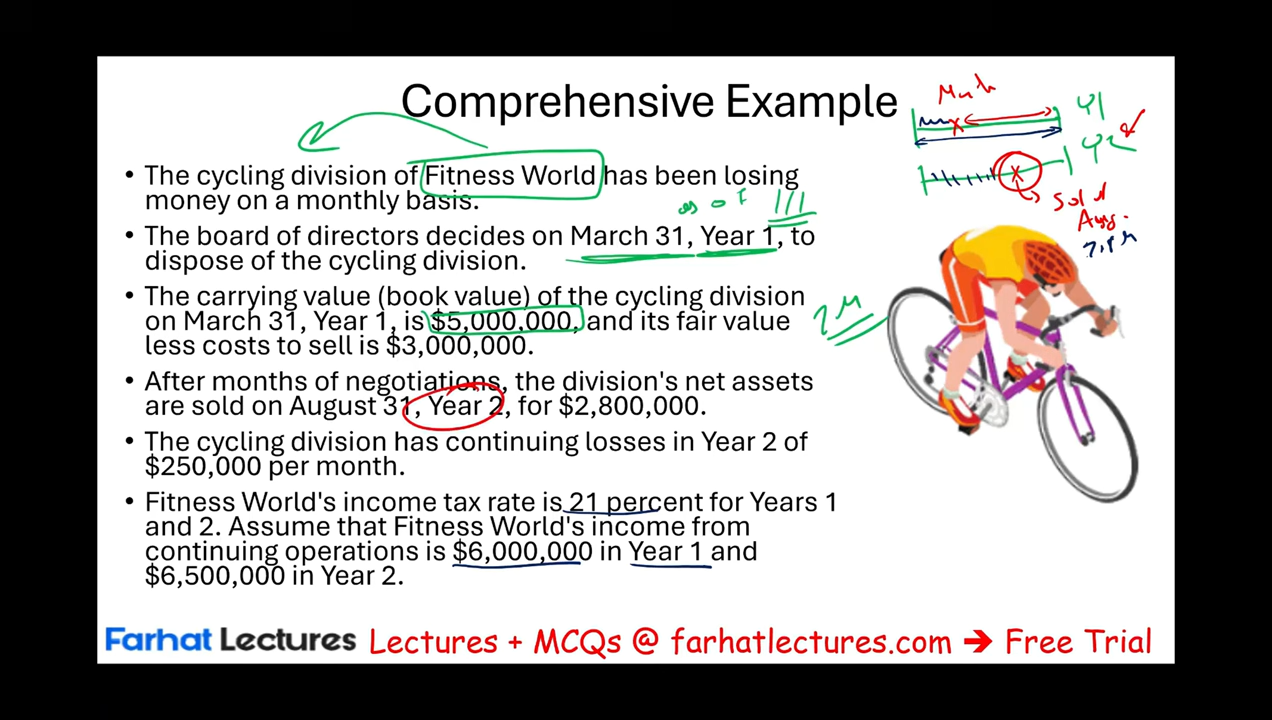 Comprehensive Example
• The cycling division of Fitness World has been losing
money on a monthly basis.
• The board of directors decides on March 31, Year 1, to
dispose of the cycling division.
• The carrying value (book value) of the cycling division
on March 31, Year 1, is $5,000,000, and its fair value
less costs to sell is $3,000,000.
• After months of negotiations, the division's net assets
are sold on August 31, Year 2, for $2,800,000.
• The cycling division has continuing losses in Year 2 of
$250,000 per month.
• Fitness World's income tax rate is 21 percent for Years 1
and 2. Assume that Fitness World's income from
continuing operations is $6,000,000 in Year 1 and
$6,500,000 in Year 2.
Y1
Y2
as of
2M
Farhat Lectures Lectures + MCQs @ farhatlectures.com → Free Trial